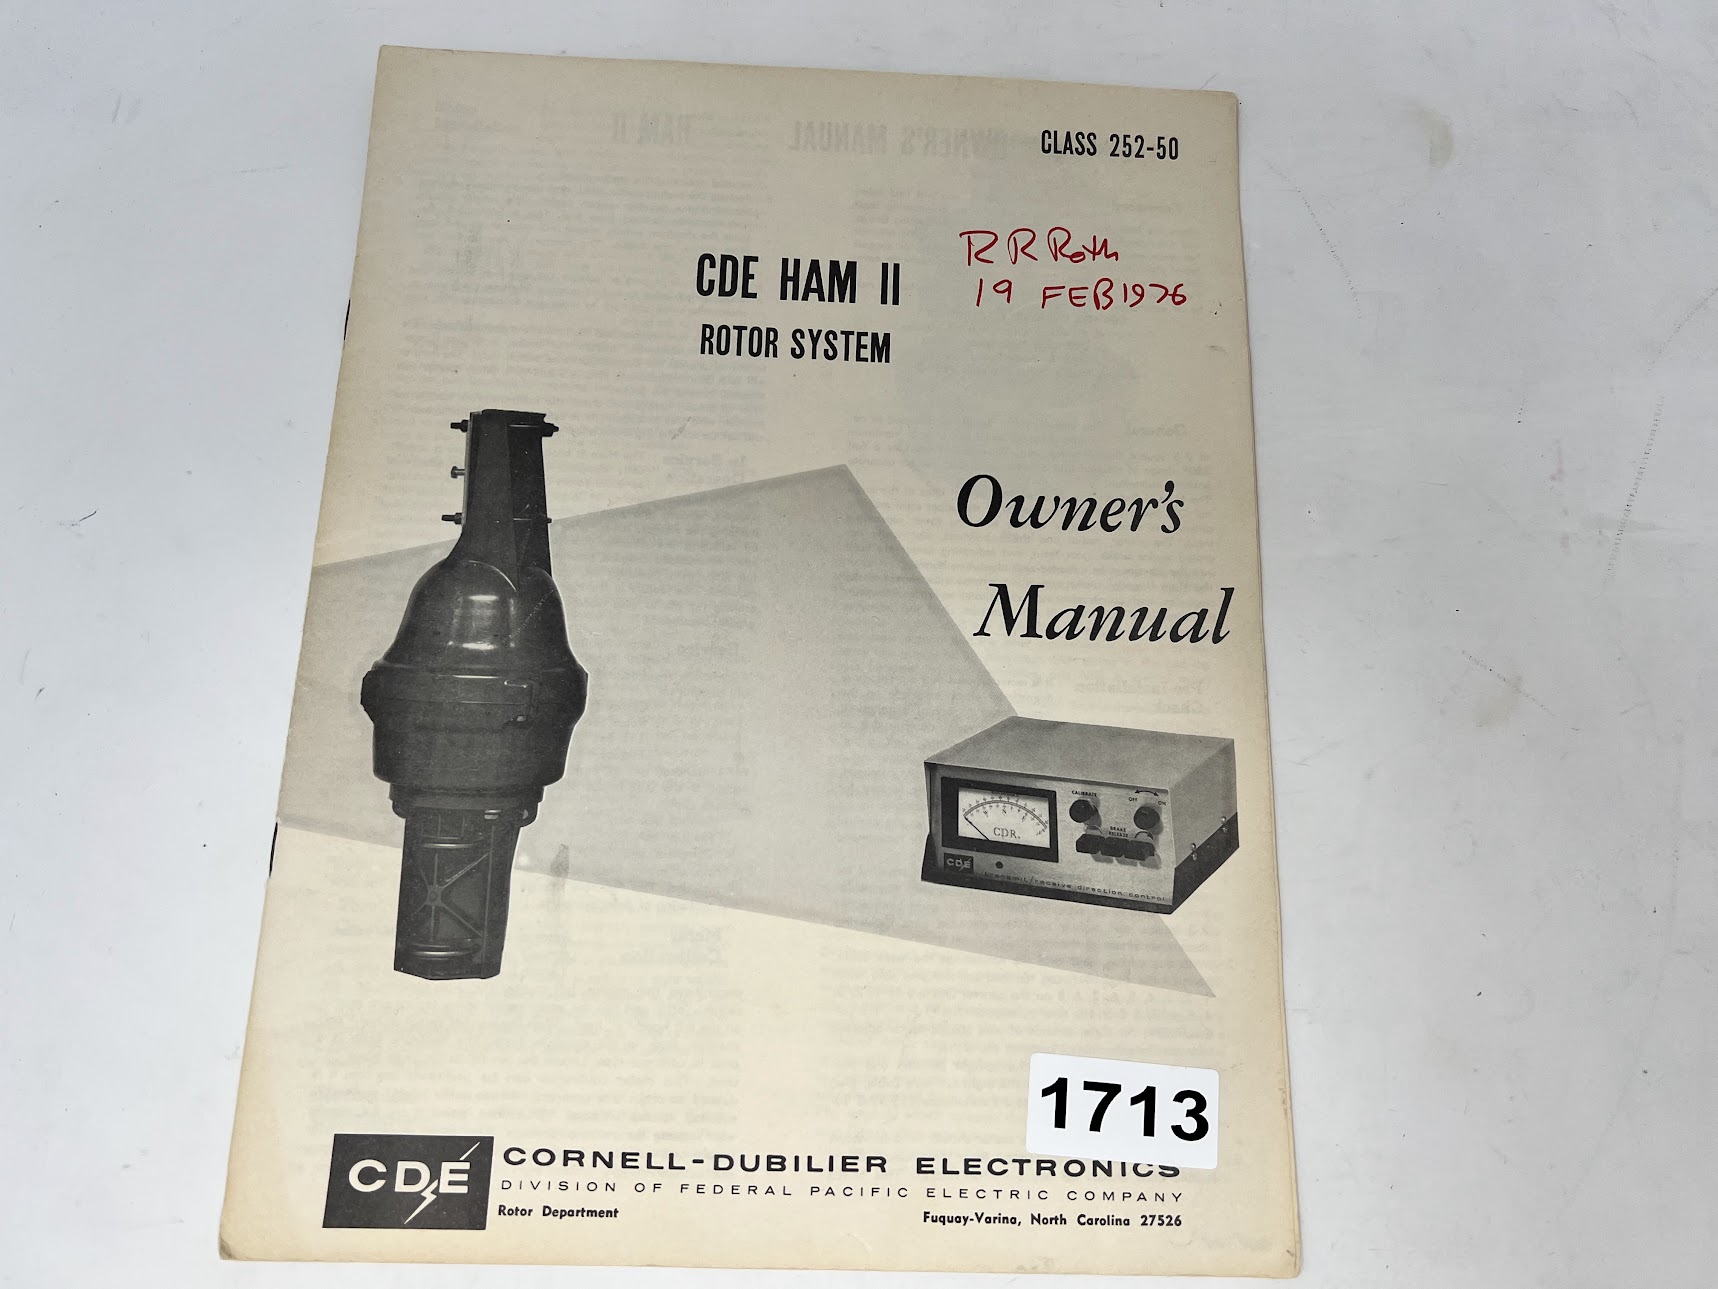 CLASS 252-50
R R Roth
19 FEB 1976
CDE HAM II
ROTOR SYSTEM
Owner's
Manual
CALIBRATE
OFF ON
BRAKE
RELEASE
CDR.
CDE
transmit/receive direction control
1713
CDE
CORNELL-DUBILIER ELECTRONICS
DIVISION OF FEDERAL PACIFIC ELECTRIC COMPANY
Rotor Department
Fuquay-Varina, North Carolina 27526